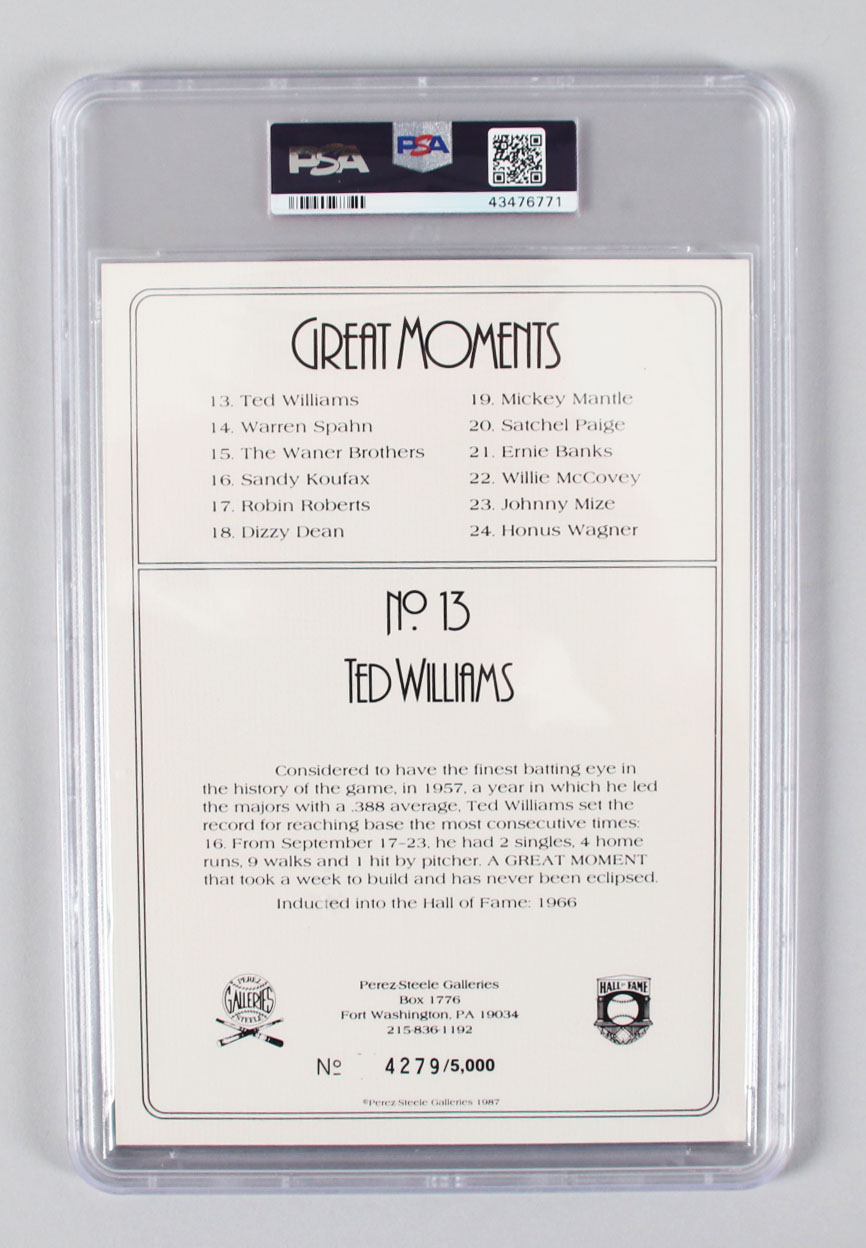 PSA
PSA
43476771
GREAT MOMENTS
13. Ted Williams
14. Warren Spahn
15. The Waner Brothers
16. Sandy Koufax
17. Robin Roberts
18. Dizzy Dean
19. Mickey Mantle
20. Satchel Paige
21. Ernie Banks
22. Willie McCovey
23. Johnny Mize
24. Honus Wagner
No. 13
TED WILLIAMS
Considered to have the finest batting eye in
the history of the game, in 1957, a year in which he led
the majors with a .388 average, Ted Williams set the
record for reaching base the most consecutive times:
16. From September 17-23, he had 2 singles, 4 home
runs, 9 walks and 1 hit by pitcher. A GREAT MOMENT
that took a week to build and has never been eclipsed.
Inducted into the Hall of Fame: 1966
PEREZ
GALLERIES
STEELE
Perez-Steele Galleries
Box 1776
Fort Washington, PA 19034
215-836-1192
HALL OF FAME
No 4279/5,000
©Perez-Steele Galleries 1987